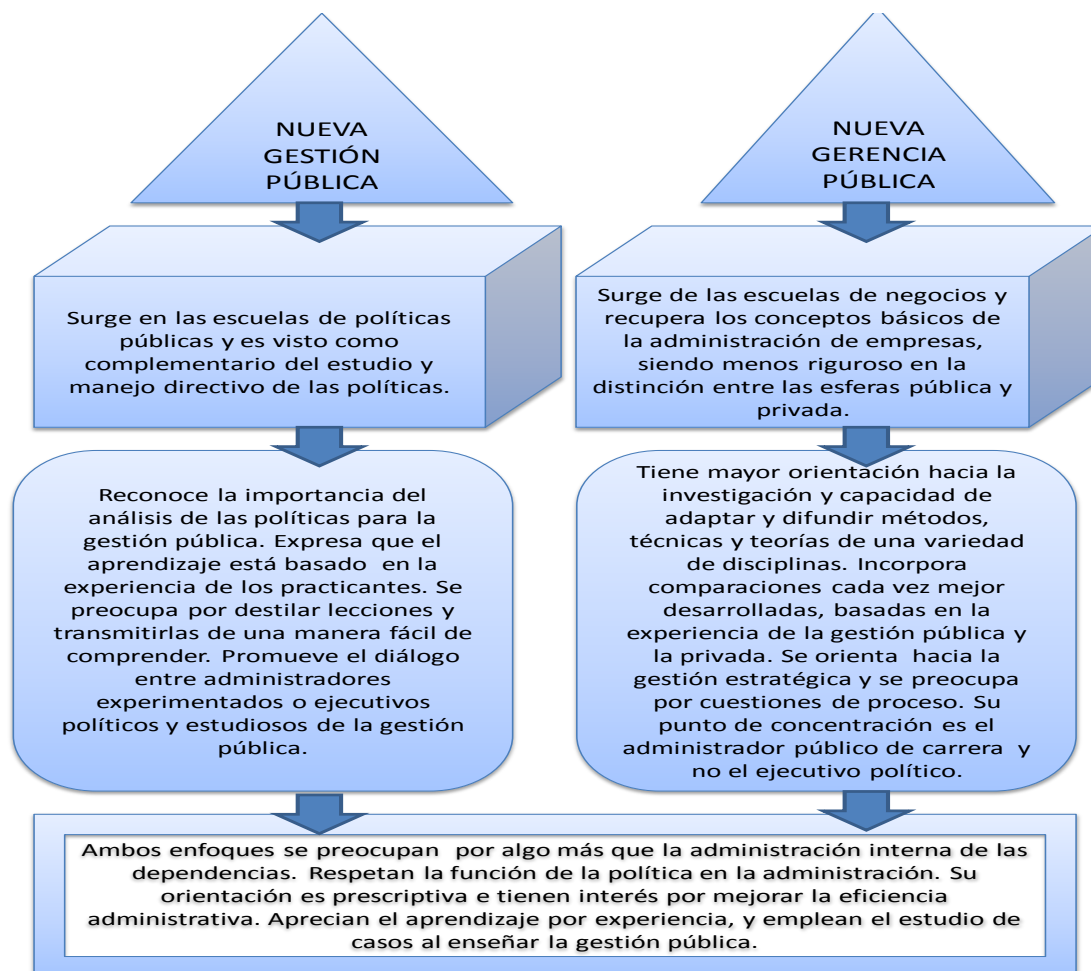 NUEVA
GESTIÓN
PÚBLICA
Surge en las escuelas de políticas
públicas y es visto como
complementario del estudio y
manejo directivo de las políticas.
Reconoce la importancia del
análisis de las políticas para la
gestión pública. Expresa que el
aprendizaje está basado en la
experiencia de los practicantes. Se
preocupa por destilar lecciones y
transmitirlas de una manera fácil de
comprender. Promueve el diálogo
entre administradores
experimentados o ejecutivos
políticos y estudiosos de la gestión
pública.
NUEVA
GERENCIA
PÚBLICA
Surge de las escuelas de negocios y
recupera los conceptos básicos de
la administración de empresas,
siendo menos riguroso en la
distinción entre las esferas pública y
privada.
Tiene mayor orientación hacia la
investigación y capacidad de
adaptar y difundir métodos,
técnicas y teorías de una variedad
de disciplinas. Incorpora
comparaciones cada vez mejor
desarrolladas, basadas en la
experiencia de la gestión pública y
la privada. Se orienta hacia la
gestión estratégica y se preocupa
por cuestiones de proceso. Su
punto de concentración es el
administrador público de carrera y
no el ejecutivo político.
Ambos enfoques se preocupan por algo más que la administración interna de las
dependencias. Respetan la función de la política en la administración. Su
orientación es prescriptiva e tienen interés por mejorar la eficiencia
administrativa. Aprecian el aprendizaje por experiencia, y emplean el estudio de
casos al enseñar la gestión pública.